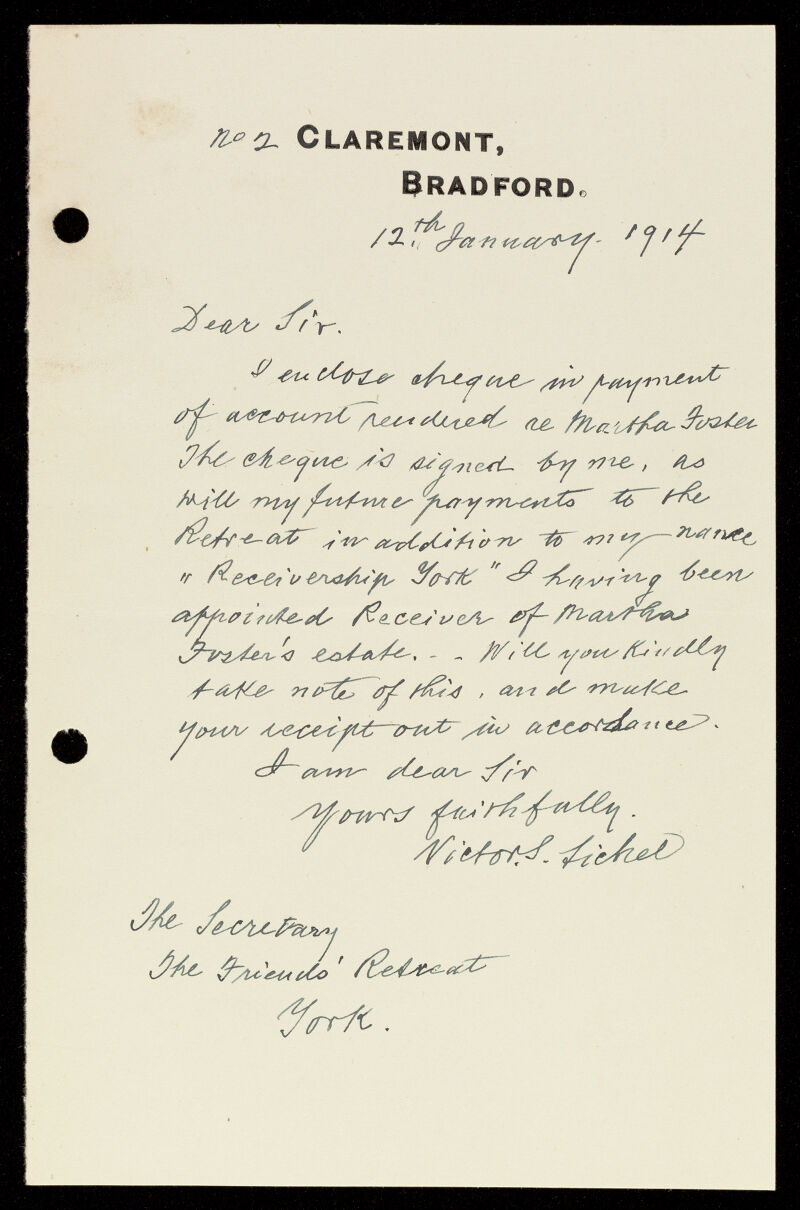 No 2 CLAREMONT,
BRADFORD.
12th January. 1914
Dear Sir.
I enclose cheque in payment
of account rendered re Martha Foster
The cheque is signed by me, as
will my future payments to the
Retreat in addition to my name
"Receivership York" I having been
appointed Receiver of Martha
Foster's estate. - - Will you kindly
take note of this, and make
your receipt out in accordance.
I am dear Sir
Yours faithfully.
Victor. S. Sichel
The Secretary
The Friends' Retreat
York.